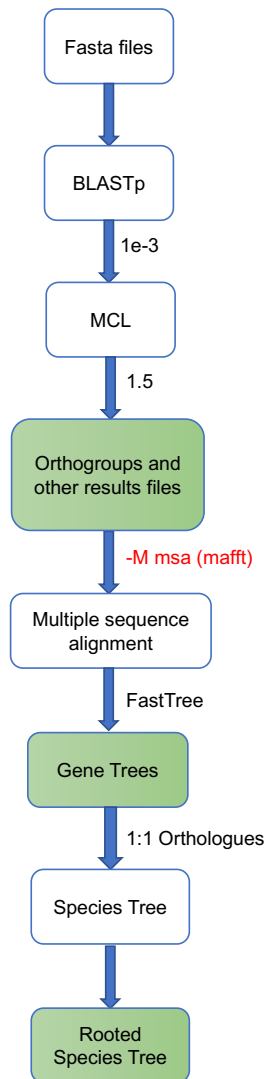 Fasta files
BLASTp
1e-3
MCL
1.5
Orthogroups and
other results files
-M msa (mafft)
Multiple sequence
alignment
FastTree
Gene Trees
1:1 Orthologues
Species Tree
Rooted
Species Tree